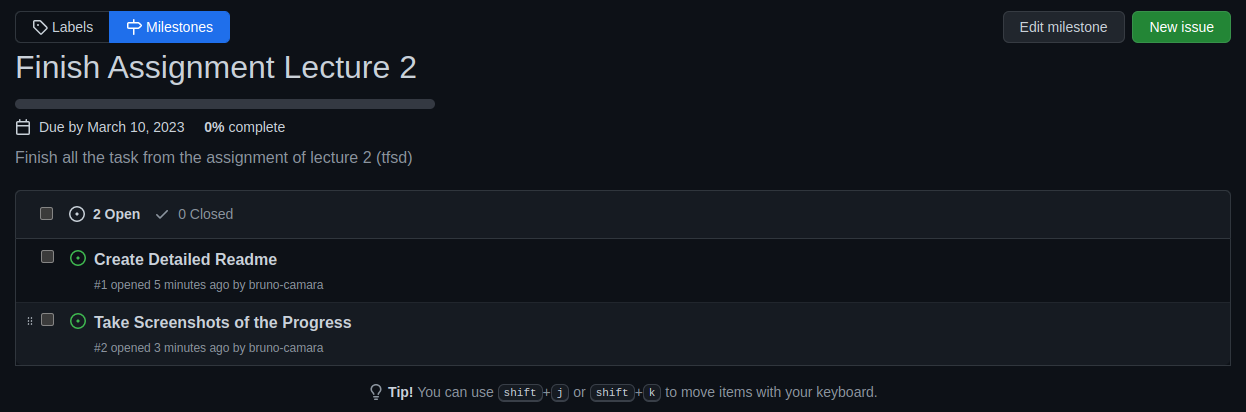 Labels Milestones Edit milestone New issue
Finish Assignment Lecture 2
Due by March 10, 2023 0% complete
Finish all the task from the assignment of lecture 2 (tfsd)
2 Open 0 Closed
Create Detailed Readme
#1 opened 5 minutes ago by bruno-camara
Take Screenshots of the Progress
#2 opened 3 minutes ago by bruno-camara
Tip! You can use shift+j or shift+k to move items with your keyboard.